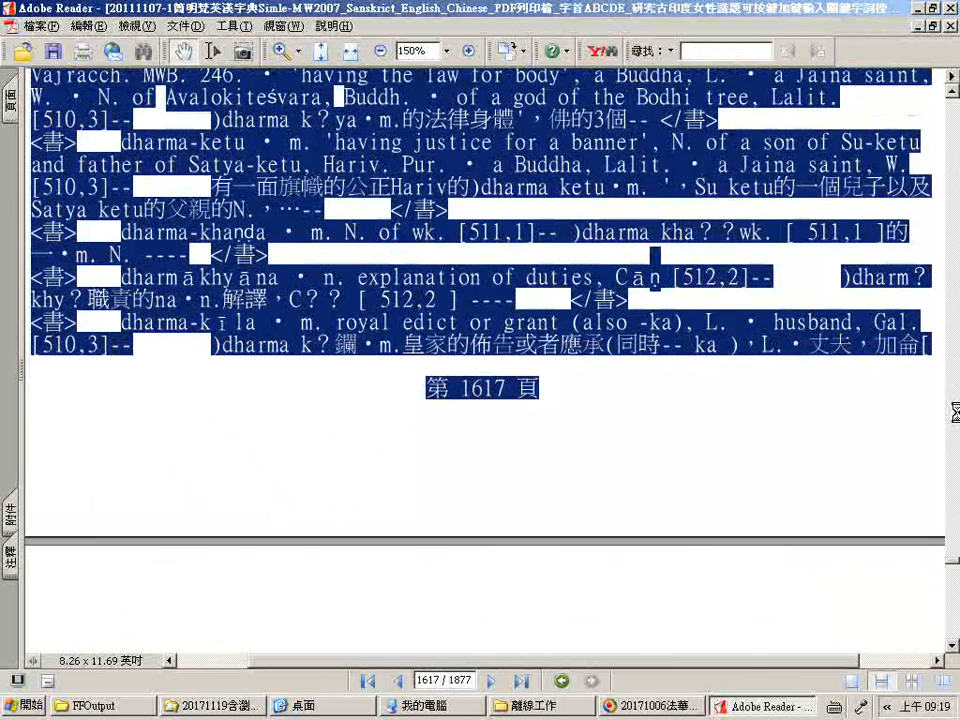 Adobe Reader - [20111107-1簡明梵英漢字典Simle-MW2007_Sanskrict_English_Chinese_PDF列印檔_字首ABCDE_研究古印度女性議題可按鍵加鍵輸入關鍵字詞搜
檔案(F) 編輯(E) 檢視(V) 文件(D) 工具(T) 視窗(W) 說明(H)
150% Y! 尋找：
頁面
Vajracch. MWB. 246. • 'having the law for body', a Buddha, L. • a Jaina saint,
W. • N. of Avalokiteśvara, Buddh. • of a god of the Bodhi tree, Lalit.
[510,3]-- )dharma k？ya•m.的法律身體'，佛的3個-- </書>
<書> dharma-ketu • m. 'having justice for a banner', N. of a son of Su-ketu
and father of Satya-ketu, Hariv. Pur. • a Buddha, Lalit. • a Jaina saint, W.
[510,3]-- 有一面旗幟的公正Hariv的)dharma ketu•m. '，Su ketu的一個兒子以及
Satya ketu的父親的N.，…-- </書>
<書> dharma-khaṇḍa • m. N. of wk. [511,1]-- )dharma kha？？wk. [ 511,1 ]的
一•m. N. ---- </書>
<書> dharmākhyāna • n. explanation of duties, Cāṇ [512,2]-- )dharm？
khy？職責的na•n.解譯，C？？ [ 512,2 ] ---- </書>
<書> dharma-kīla • m. royal edict or grant (also -ka), L. • husband, Gal.
[510,3]-- )dharma k？鑭•m.皇家的佈告或者應承(同時-- ka )，L.•丈夫，加侖[
第 1617 頁
附件
注釋
8.26 x 11.69 英吋
1617 / 1877
開始 FFOutput 20171119含瀏... 桌面 我的電腦 離線工作 20171006法華... Adobe Reader - ... « 上午 09:19